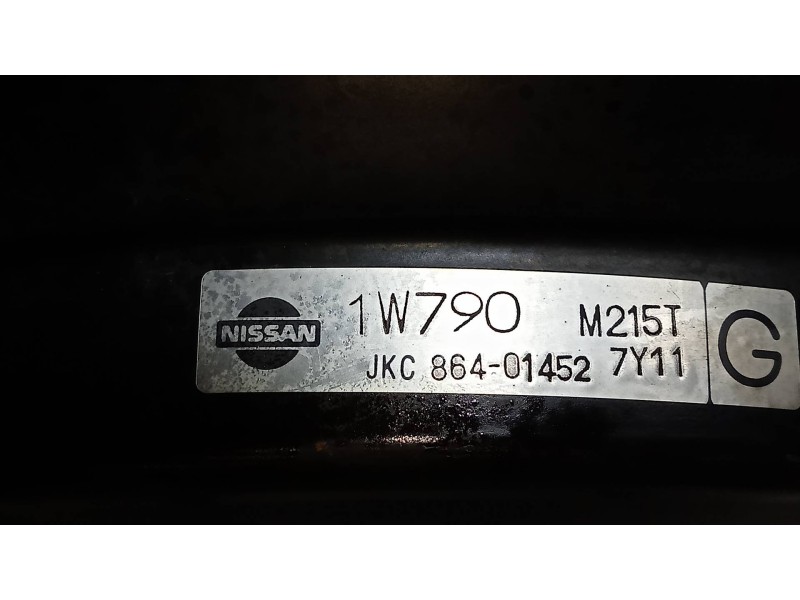 NISSAN
1W790 M215T
JKC 864-01452 7Y11
G